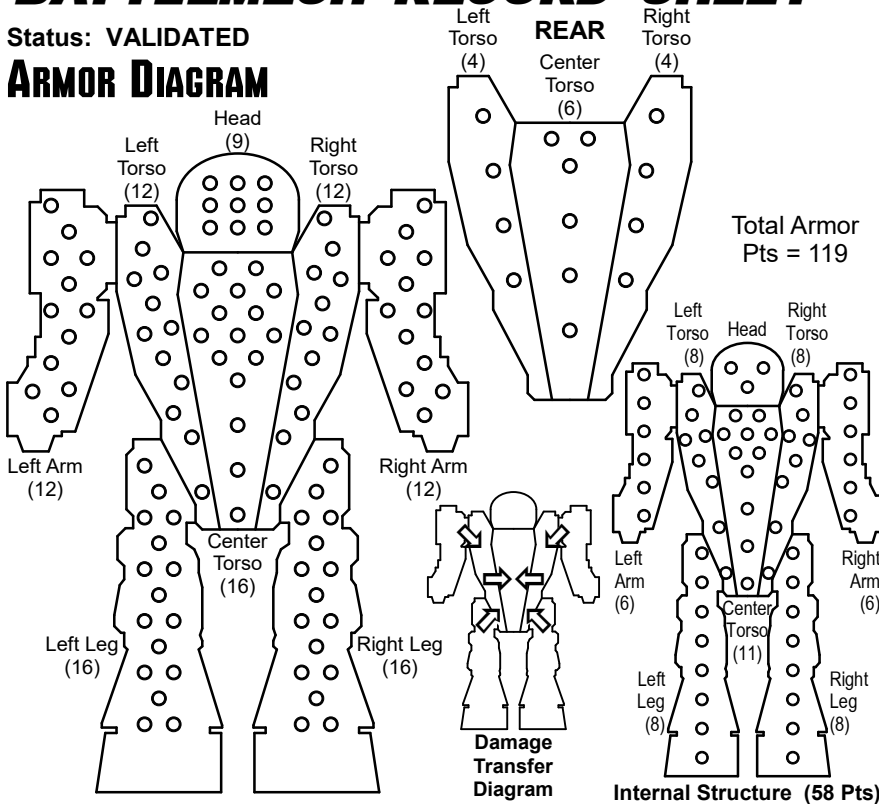 BATTLEMECH RECORD SHEET
Status: VALIDATED
ARMOR DIAGRAM
Head
(9)
Left
Torso
(12)
Right
Torso
(12)
Left Arm
(12)
Right Arm
(12)
Center
Torso
(16)
Left Leg
(16)
Right Leg
(16)
REAR
Left
Torso
(4)
Center
Torso
(6)
Right
Torso
(4)
Total Armor
Pts = 119
Damage
Transfer
Diagram
Left
Torso
(8)
Head
Right
Torso
(8)
Left
Arm
(6)
Right
Arm
(6)
Center
Torso
(11)
Left
Leg
(8)
Right
Leg
(8)
Internal Structure (58 Pts)